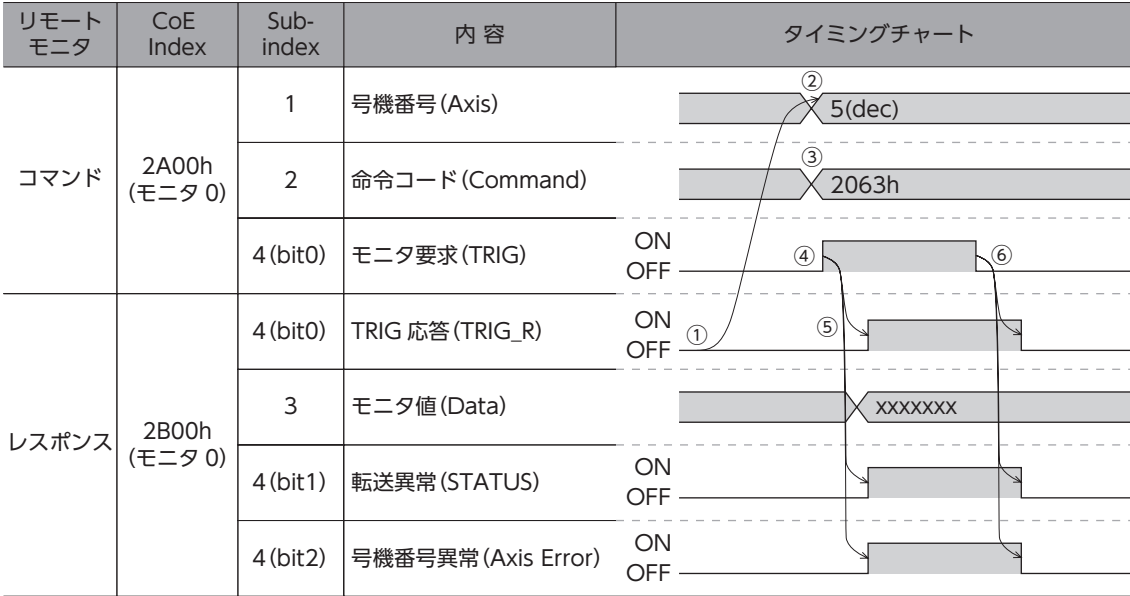 リモート
モニタ
CoE
Index
Sub-
index
内 容
タイミングチャート
コマンド
2A00h
(モニタ 0)
1
号機番号(Axis)
②
5(dec)
2
命令コード(Command)
③
2063h
4(bit0)
モニタ要求(TRIG)
ON
OFF
④
⑥
レスポンス
2B00h
(モニタ 0)
4(bit0)
TRIG 応答(TRIG_R)
ON
OFF
①
⑤
3
モニタ値(Data)
xxxxxxx
4(bit1)
転送異常(STATUS)
ON
OFF
4(bit2)
号機番号異常(Axis Error)
ON
OFF